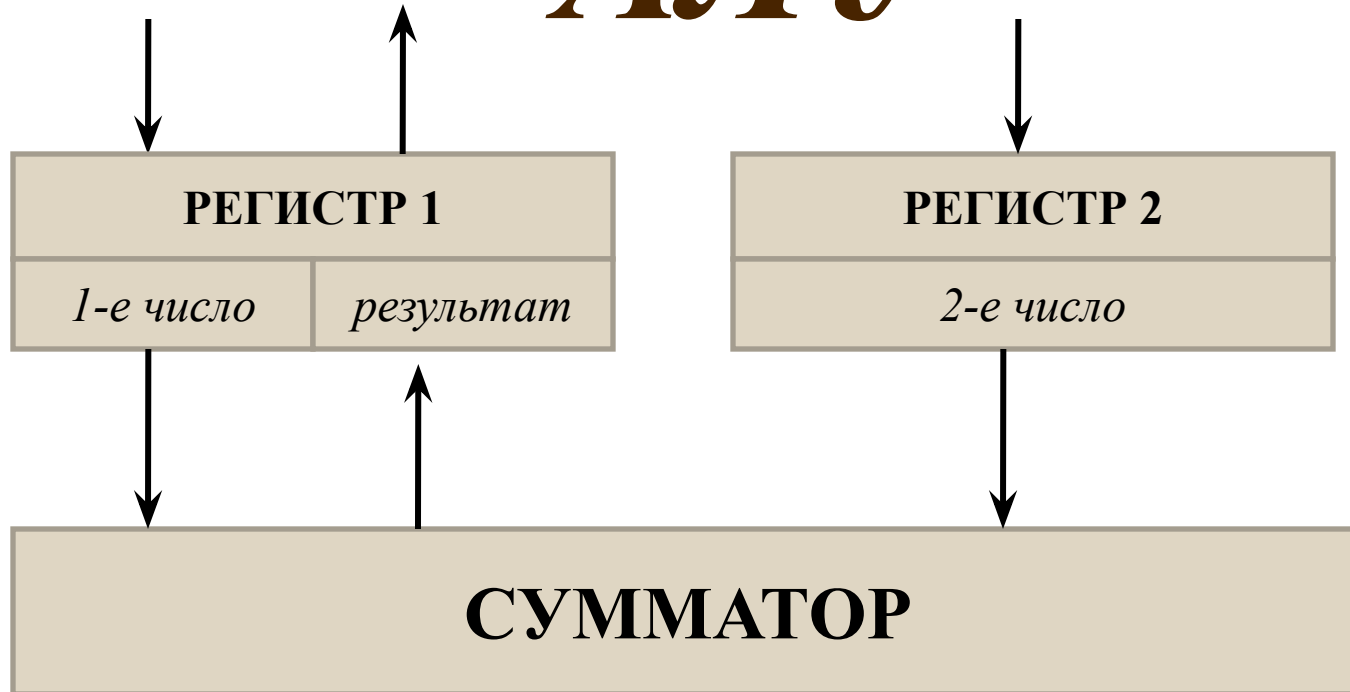 РЕГИСТР 1
1-е число
результат
РЕГИСТР 2
2-е число
СУММАТОР